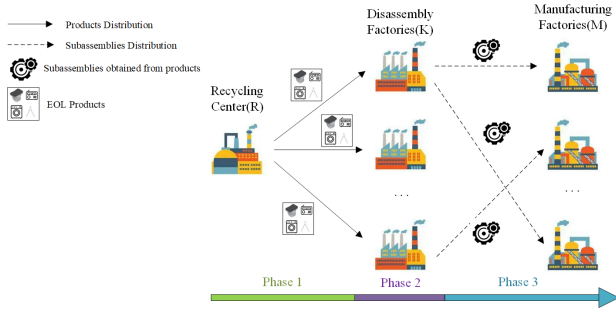 Products Distribution
Subassemblies Distribution
Subassemblies obtained from products
EOL Products
Recycling
Center(R)
Disassembly
Factories(K)
Manufacturing
Factories(M)
. . .
. . .
Phase 1
Phase 2
Phase 3